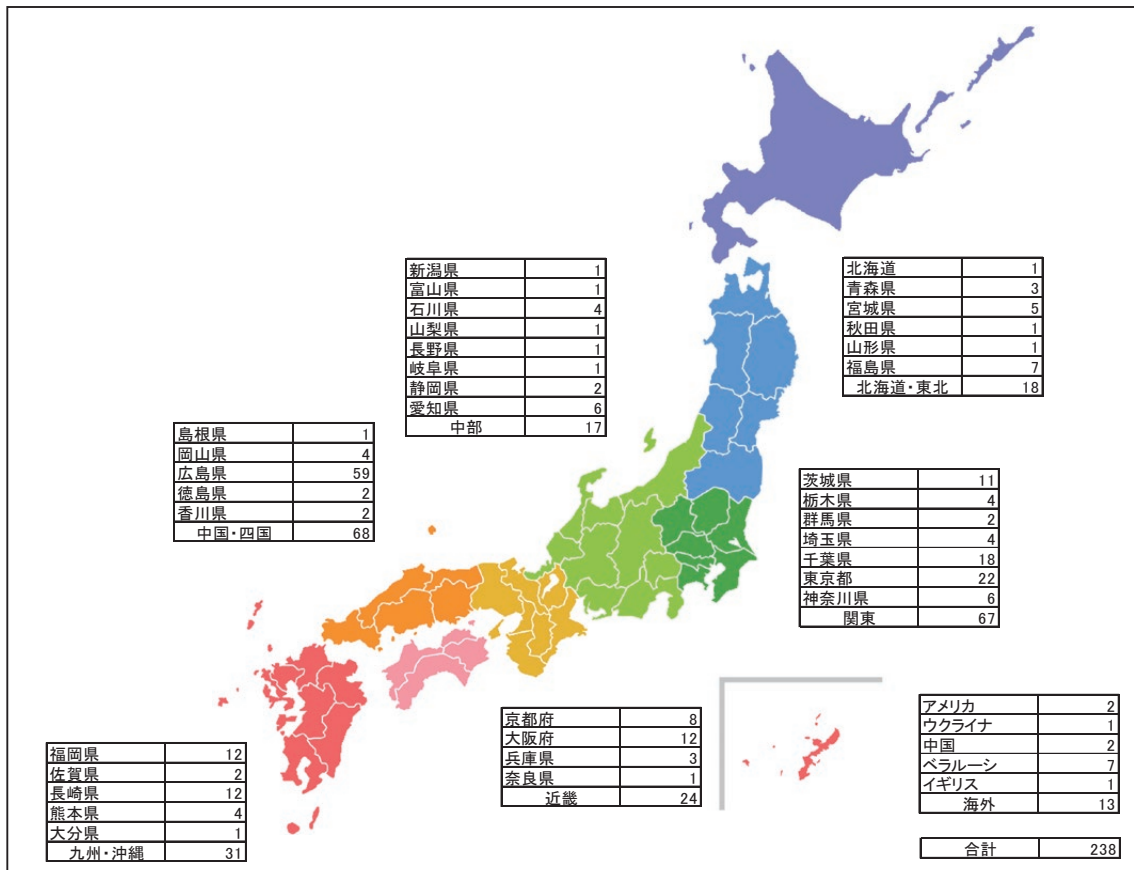 新潟県 1
富山県 1
石川県 4
山梨県 1
長野県 1
岐阜県 1
静岡県 2
愛知県 6
中部 17
北海道 1
青森県 3
宮城県 5
秋田県 1
山形県 1
福島県 7
北海道・東北 18
島根県 1
岡山県 4
広島県 59
徳島県 2
香川県 2
中国・四国 68
茨城県 11
栃木県 4
群馬県 2
埼玉県 4
千葉県 18
東京都 22
神奈川県 6
関東 67
福岡県 12
佐賀県 2
長崎県 12
熊本県 4
大分県 1
九州・沖縄 31
京都府 8
大阪府 12
兵庫県 3
奈良県 1
近畿 24
アメリカ 2
ウクライナ 1
中国 2
ベラルーシ 7
イギリス 1
海外 13
合計 238